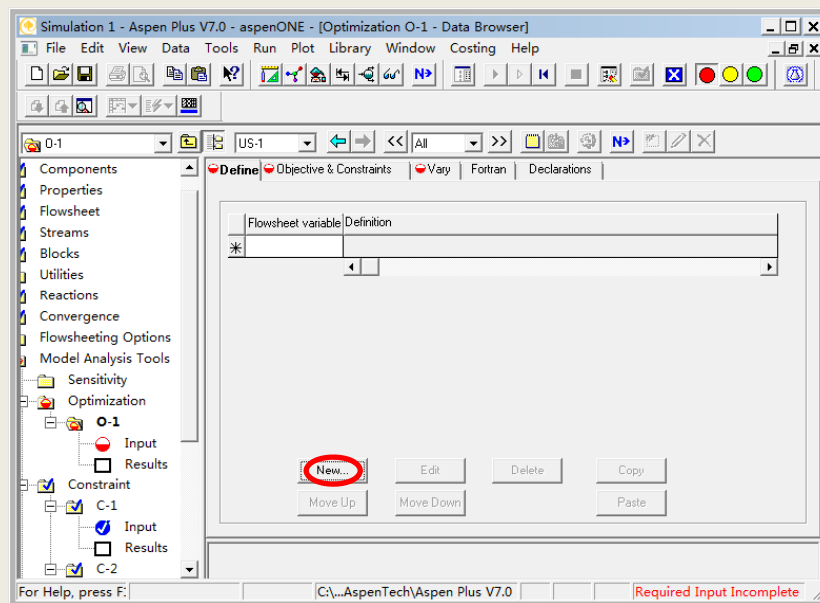 Simulation 1 - Aspen Plus V7.0 - aspenONE - [Optimization O-1 - Data Browser]
File Edit View Data Tools Run Plot Library Window Costing Help
N>
O-1
US-1
<< All >>
N>
Define Objective & Constraints Vary Fortran Declarations
Components
Properties
Flowsheet
Streams
Blocks
Utilities
Reactions
Convergence
Flowsheeting Options
Model Analysis Tools
Sensitivity
Optimization
O-1
Input
Results
Constraint
C-1
Input
Results
C-2
Flowsheet variable Definition
New... Edit Delete Copy
Move Up Move Down Paste
For Help, press F: C:\...AspenTech\Aspen Plus V7.0 Required Input Incomplete